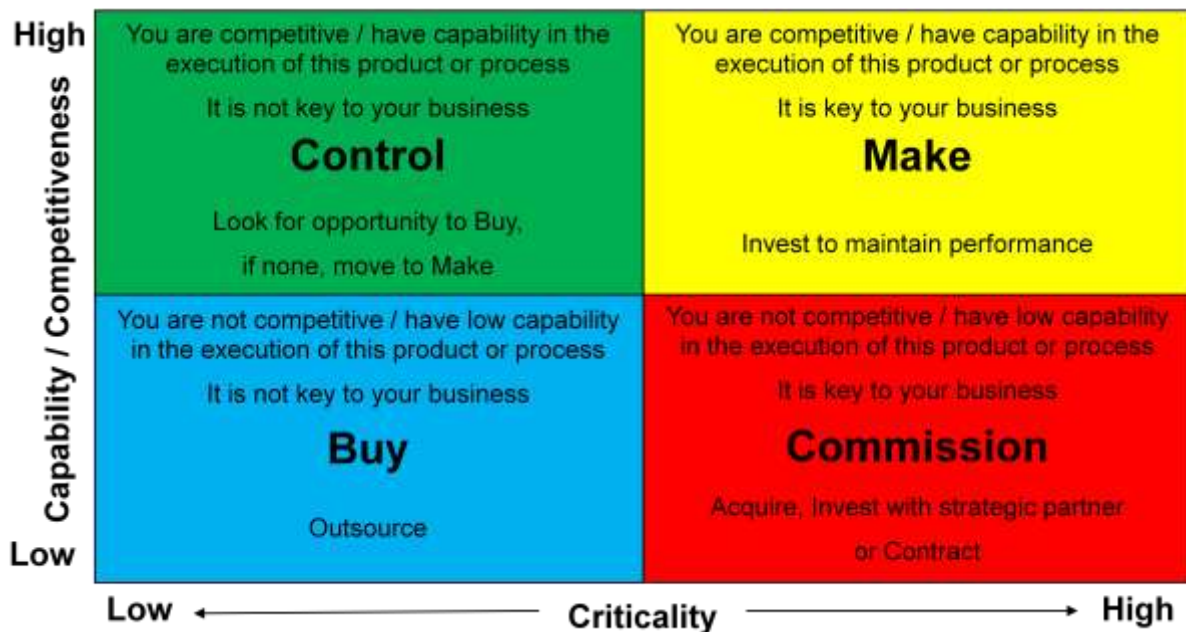 High
Capability / Competitiveness
Low
You are competitive / have capability in the
execution of this product or process
It is not key to your business
Control
Look for opportunity to Buy,
if none, move to Make
You are competitive / have capability in the
execution of this product or process
It is key to your business
Make
Invest to maintain performance
You are not competitive / have low capability
in the execution of this product or process
It is not key to your business
Buy
Outsource
You are not competitive / have low capability
in the execution of this product or process
It is key to your business
Commission
Acquire, Invest with strategic partner
or Contract
Low
Criticality
High